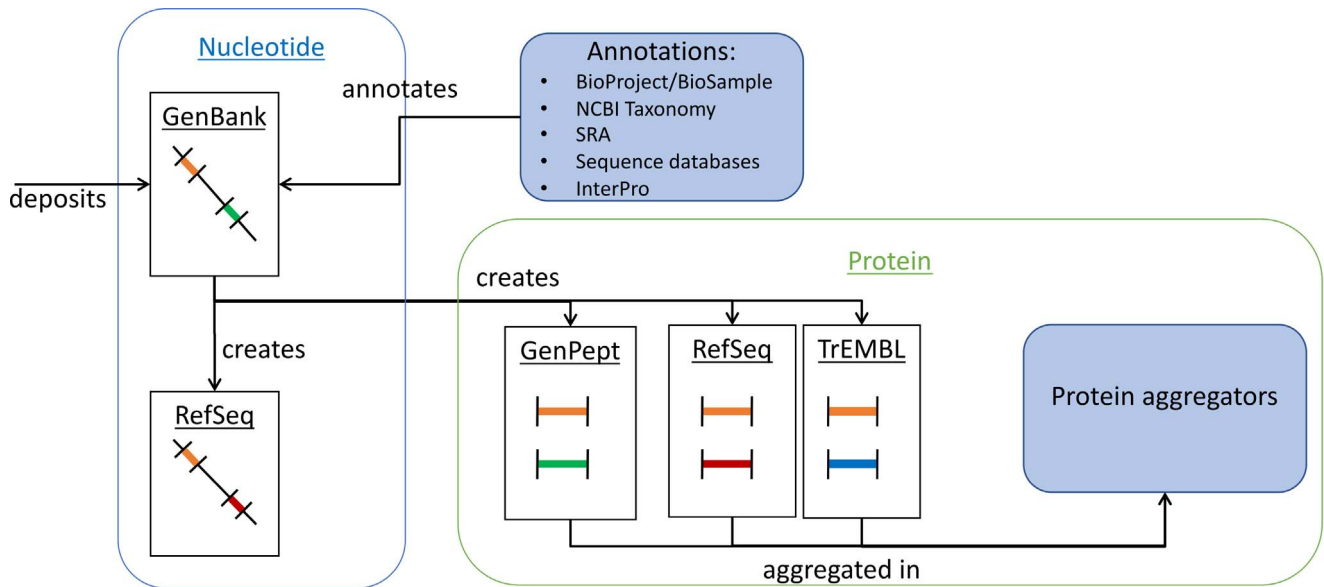 Nucleotide
GenBank
deposits
annotates
Annotations:
• BioProject/BioSample
• NCBI Taxonomy
• SRA
• Sequence databases
• InterPro
creates
RefSeq
creates
Protein
GenPept
RefSeq
TrEMBL
Protein aggregators
aggregated in